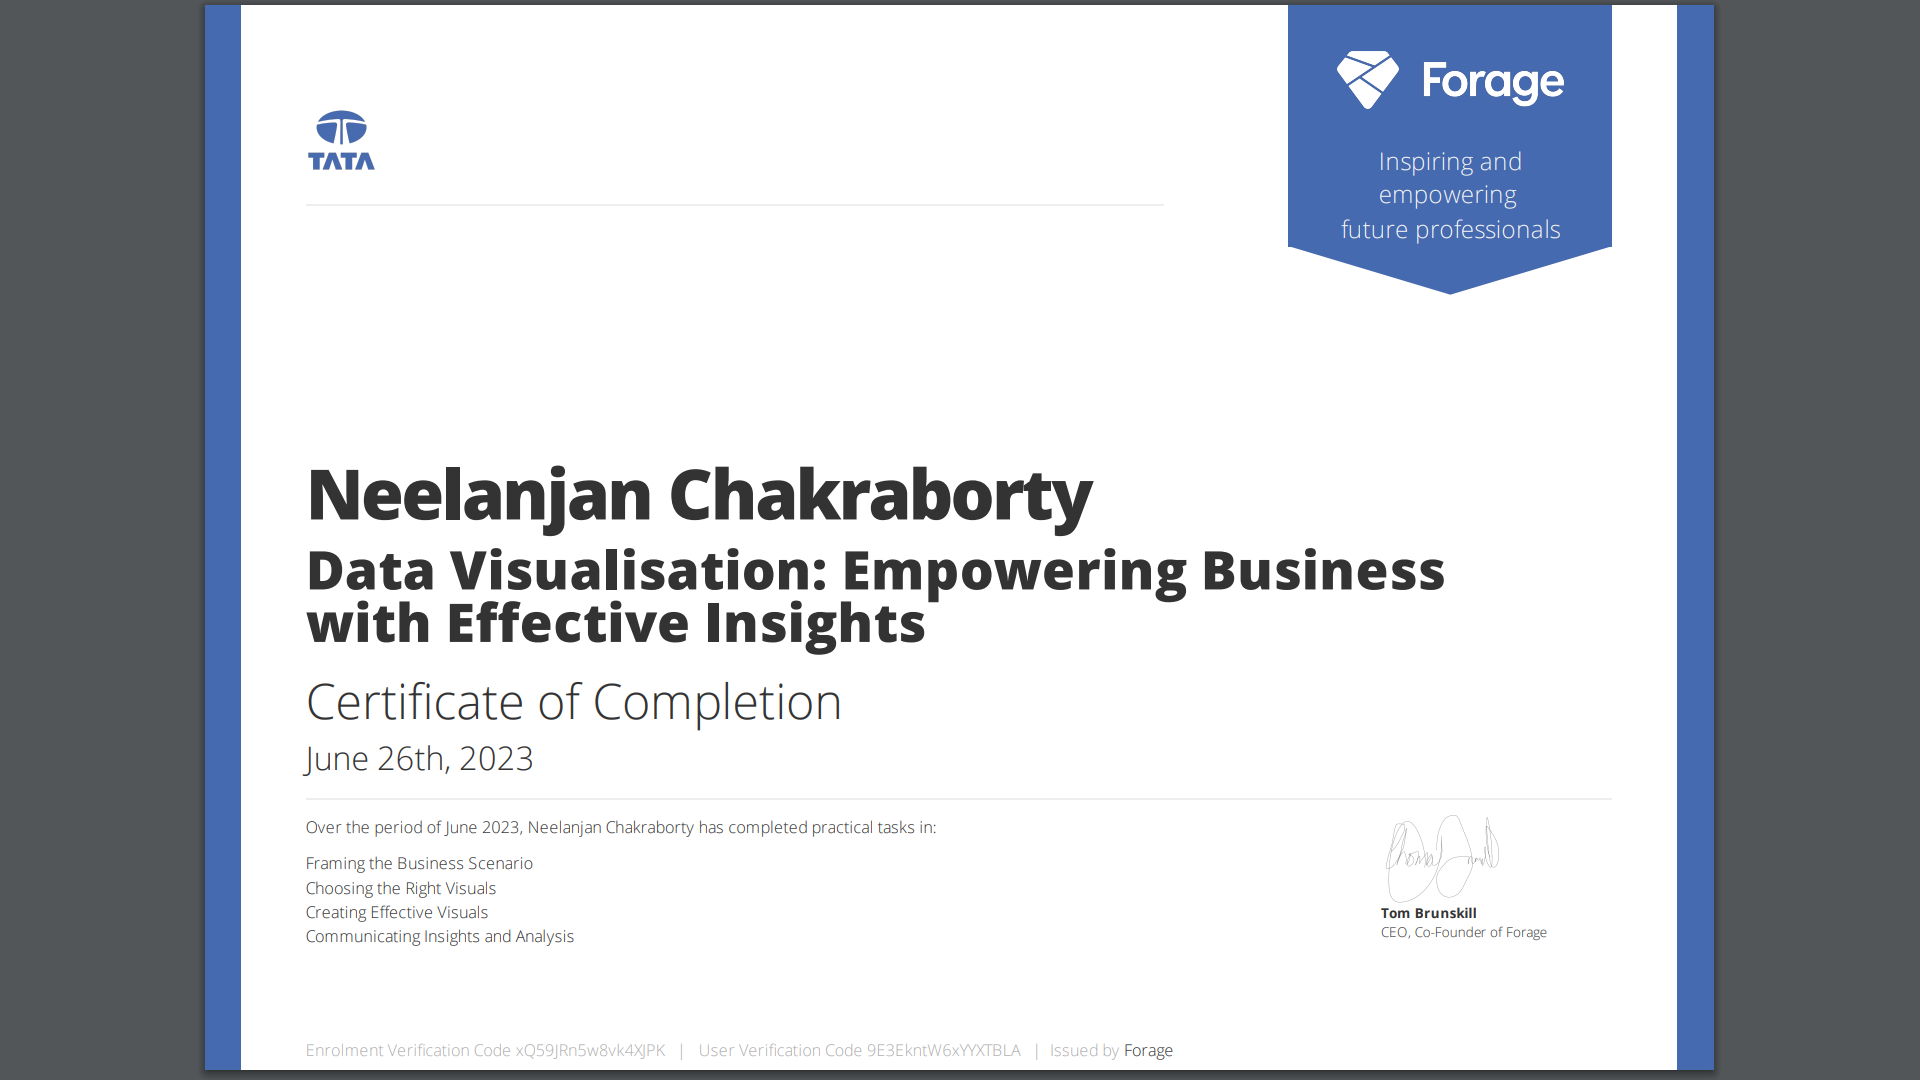 TATA
Forage
Inspiring and
empowering
future professionals
Neelanjan Chakraborty
Data Visualisation: Empowering Business
with Effective Insights
Certificate of Completion
June 26th, 2023
Over the period of June 2023, Neelanjan Chakraborty has completed practical tasks in:
Framing the Business Scenario
Choosing the Right Visuals
Creating Effective Visuals
Communicating Insights and Analysis
Tom Brunskill
CEO, Co-Founder of Forage
Enrolment Verification Code xQ59JRn5w8vk4XJPK | User Verification Code 9E3EkntW6xYYXTBLA | Issued by Forage